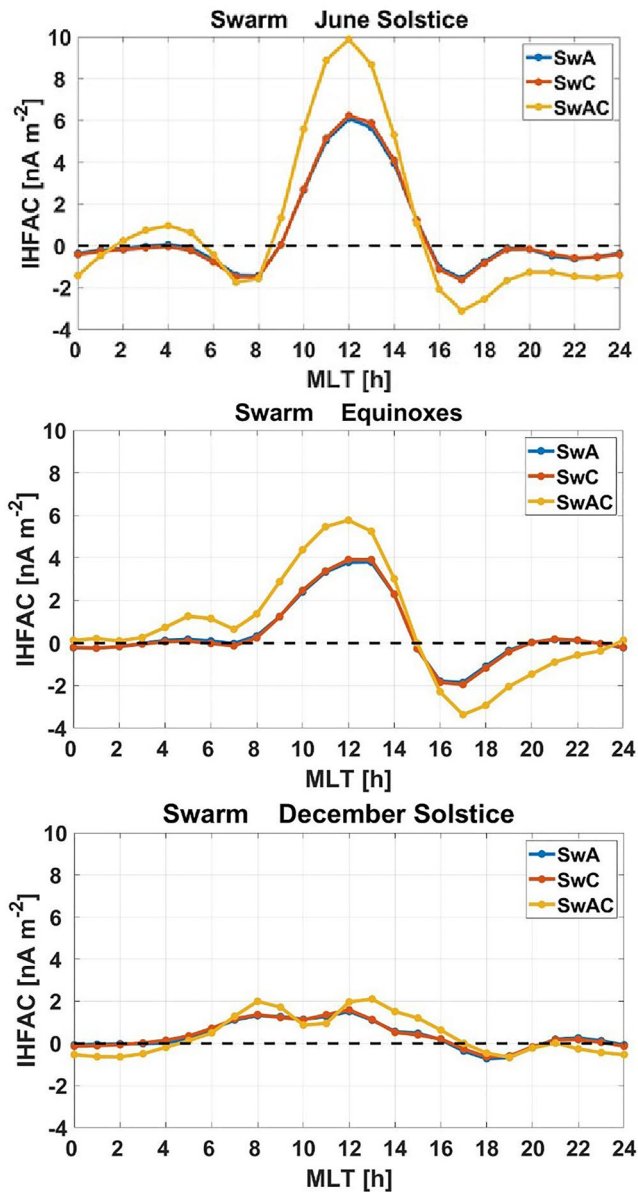 Swarm June Solstice
10
8
6
4
2
0
-2
-4
IHFAC [nA m-2]
SwA
SwC
SwAC
0 2 4 6 8 10 12 14 16 18 20 22 24
MLT [h]
Swarm Equinoxes
10
8
6
4
2
0
-2
-4
IHFAC [nA m-2]
SwA
SwC
SwAC
0 2 4 6 8 10 12 14 16 18 20 22 24
MLT [h]
Swarm December Solstice
10
8
6
4
2
0
-2
-4
IHFAC [nA m-2]
SwA
SwC
SwAC
0 2 4 6 8 10 12 14 16 18 20 22 24
MLT [h]